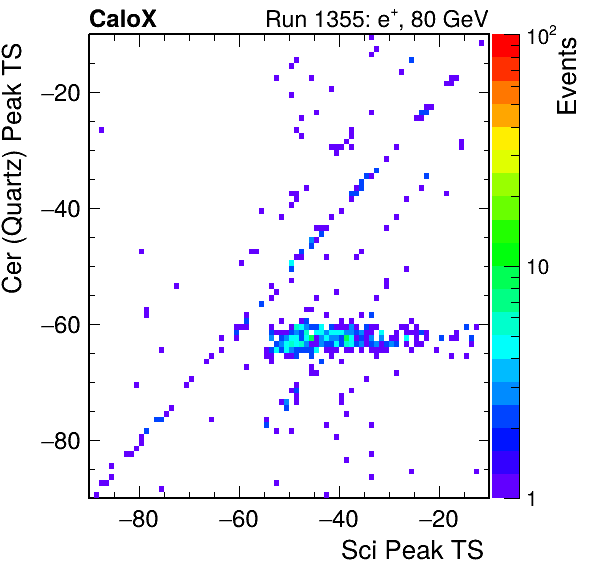 CaloX Run 1355: e⁺, 80 GeV
Cer (Quartz) Peak TS
−20
−40
−60
−80
−80 −60 −40 −20
Sci Peak TS
10²
10
1
Events